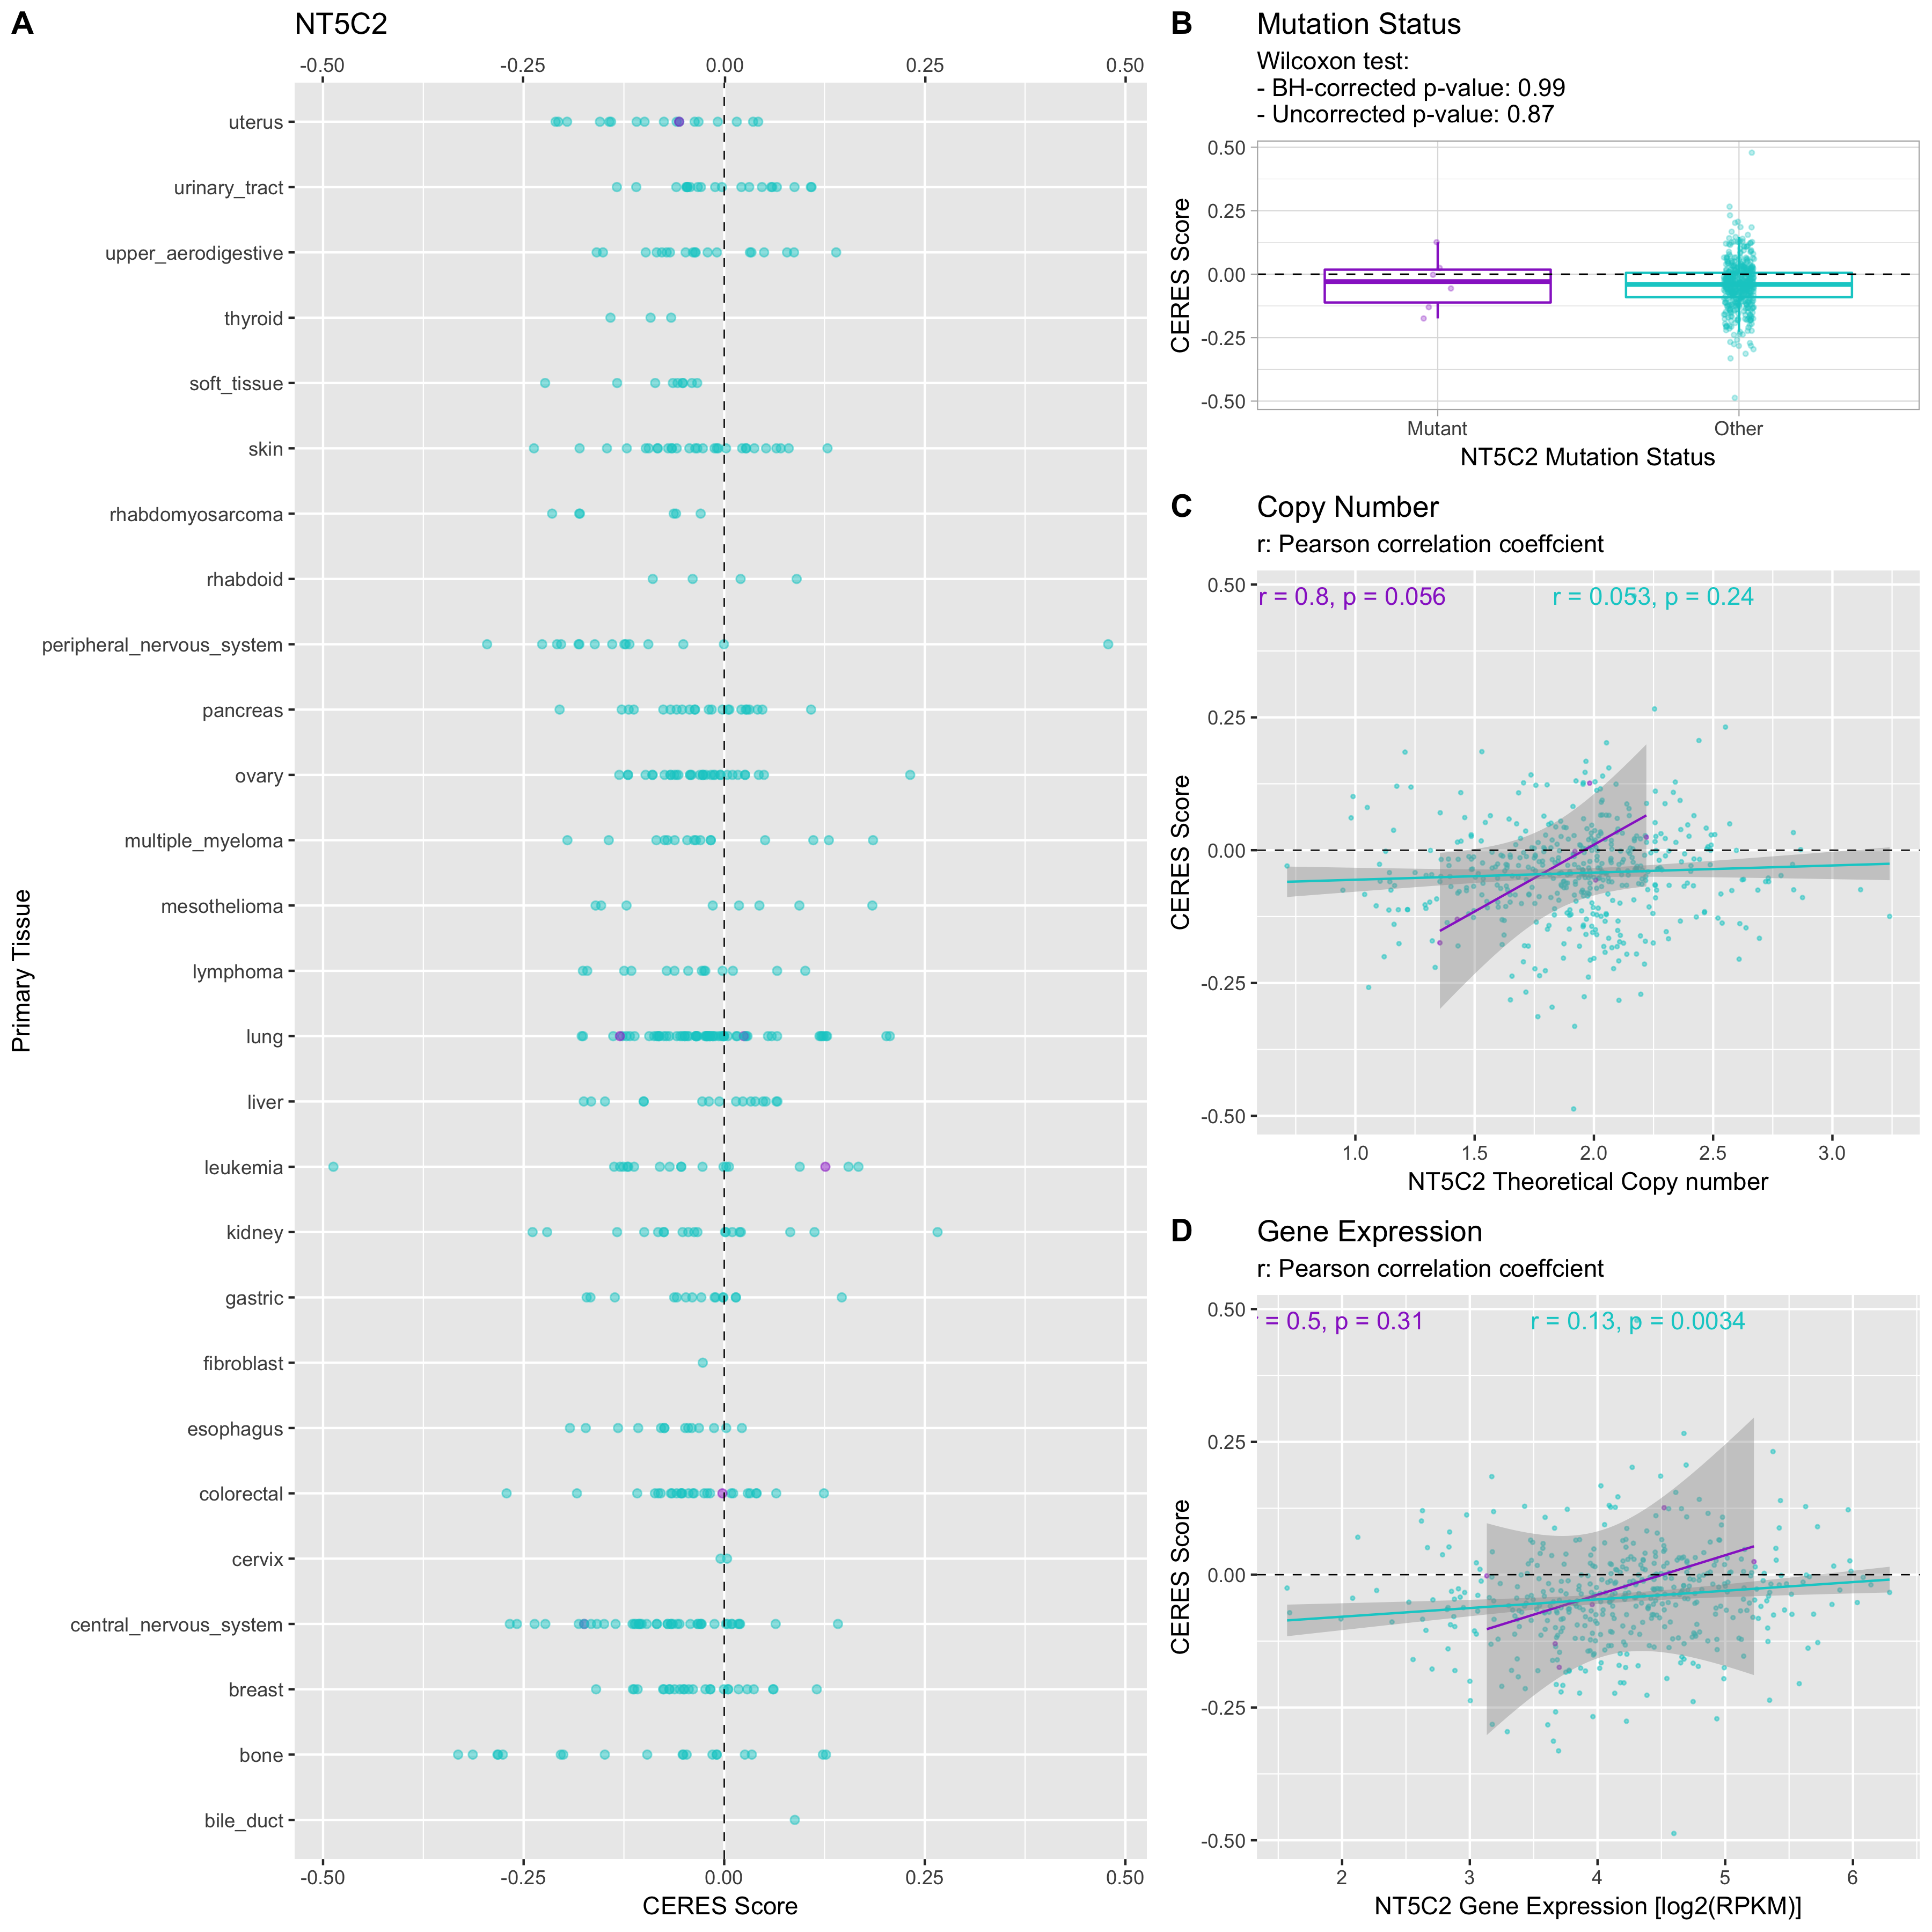 A
NT5C2
-0.50 -0.25 0.00 0.25 0.50
uterus
urinary_tract
upper_aerodigestive
thyroid
soft_tissue
skin
rhabdomyosarcoma
rhabdoid
peripheral_nervous_system
pancreas
ovary
multiple_myeloma
mesothelioma
lymphoma
lung
liver
leukemia
kidney
gastric
fibroblast
esophagus
colorectal
cervix
central_nervous_system
breast
bone
bile_duct
Primary Tissue
-0.50 -0.25 0.00 0.25 0.50
CERES Score
B
Mutation Status
Wilcoxon test:
- BH-corrected p-value: 0.99
- Uncorrected p-value: 0.87
0.50
0.25
0.00
-0.25
-0.50
CERES Score
Mutant Other
NT5C2 Mutation Status
C
Copy Number
r: Pearson correlation coeffcient
r = 0.8, p = 0.056 r = 0.053, p = 0.24
0.50
0.25
0.00
-0.25
-0.50
CERES Score
1.0 1.5 2.0 2.5 3.0
NT5C2 Theoretical Copy number
D
Gene Expression
r: Pearson correlation coeffcient
= 0.5, p = 0.31 r = 0.13, p = 0.0034
0.50
0.25
0.00
-0.25
-0.50
CERES Score
2 3 4 5 6
NT5C2 Gene Expression [log2(RPKM)]